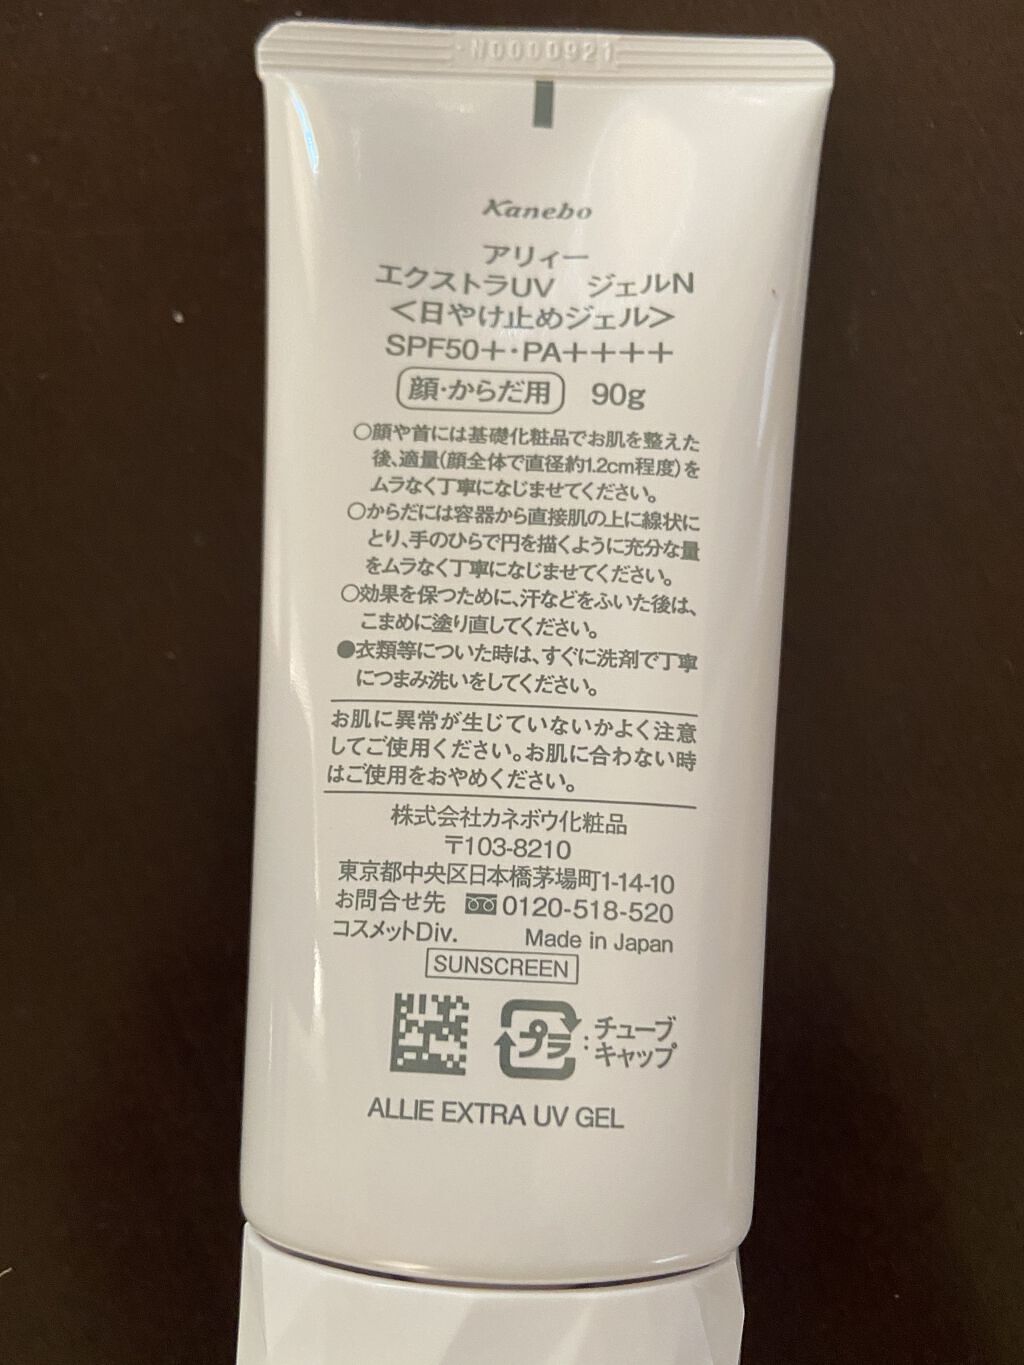 N0000921
Kanebo
アリィー
エクストラUV ジェルN
＜日やけ止めジェル＞
SPF50+・PA++++
顔・からだ用 90g
○顔や首には基礎化粧品でお肌を整えた
後、適量(顔全体で直径約1.2cm程度)を
ムラなく丁寧になじませてください。
○からだには容器から直接肌の上に線状に
とり、手のひらで円を描くように充分な量
をムラなく丁寧になじませてください。
○効果を保つために、汗などをふいた後は、
こまめに塗り直してください。
●衣類等についた時は、すぐに洗剤で丁寧
につまみ洗いをしてください。
お肌に異常が生じていないかよく注意
してご使用ください。お肌に合わない時
はご使用をおやめください。
株式会社カネボウ化粧品
〒103-8210
東京都中央区日本橋茅場町1-14-10
お問合せ先 0120-518-520
コスメットDiv. Made in Japan
SUNSCREEN
プラ : チューブ
キャップ
ALLIE EXTRA UV GEL